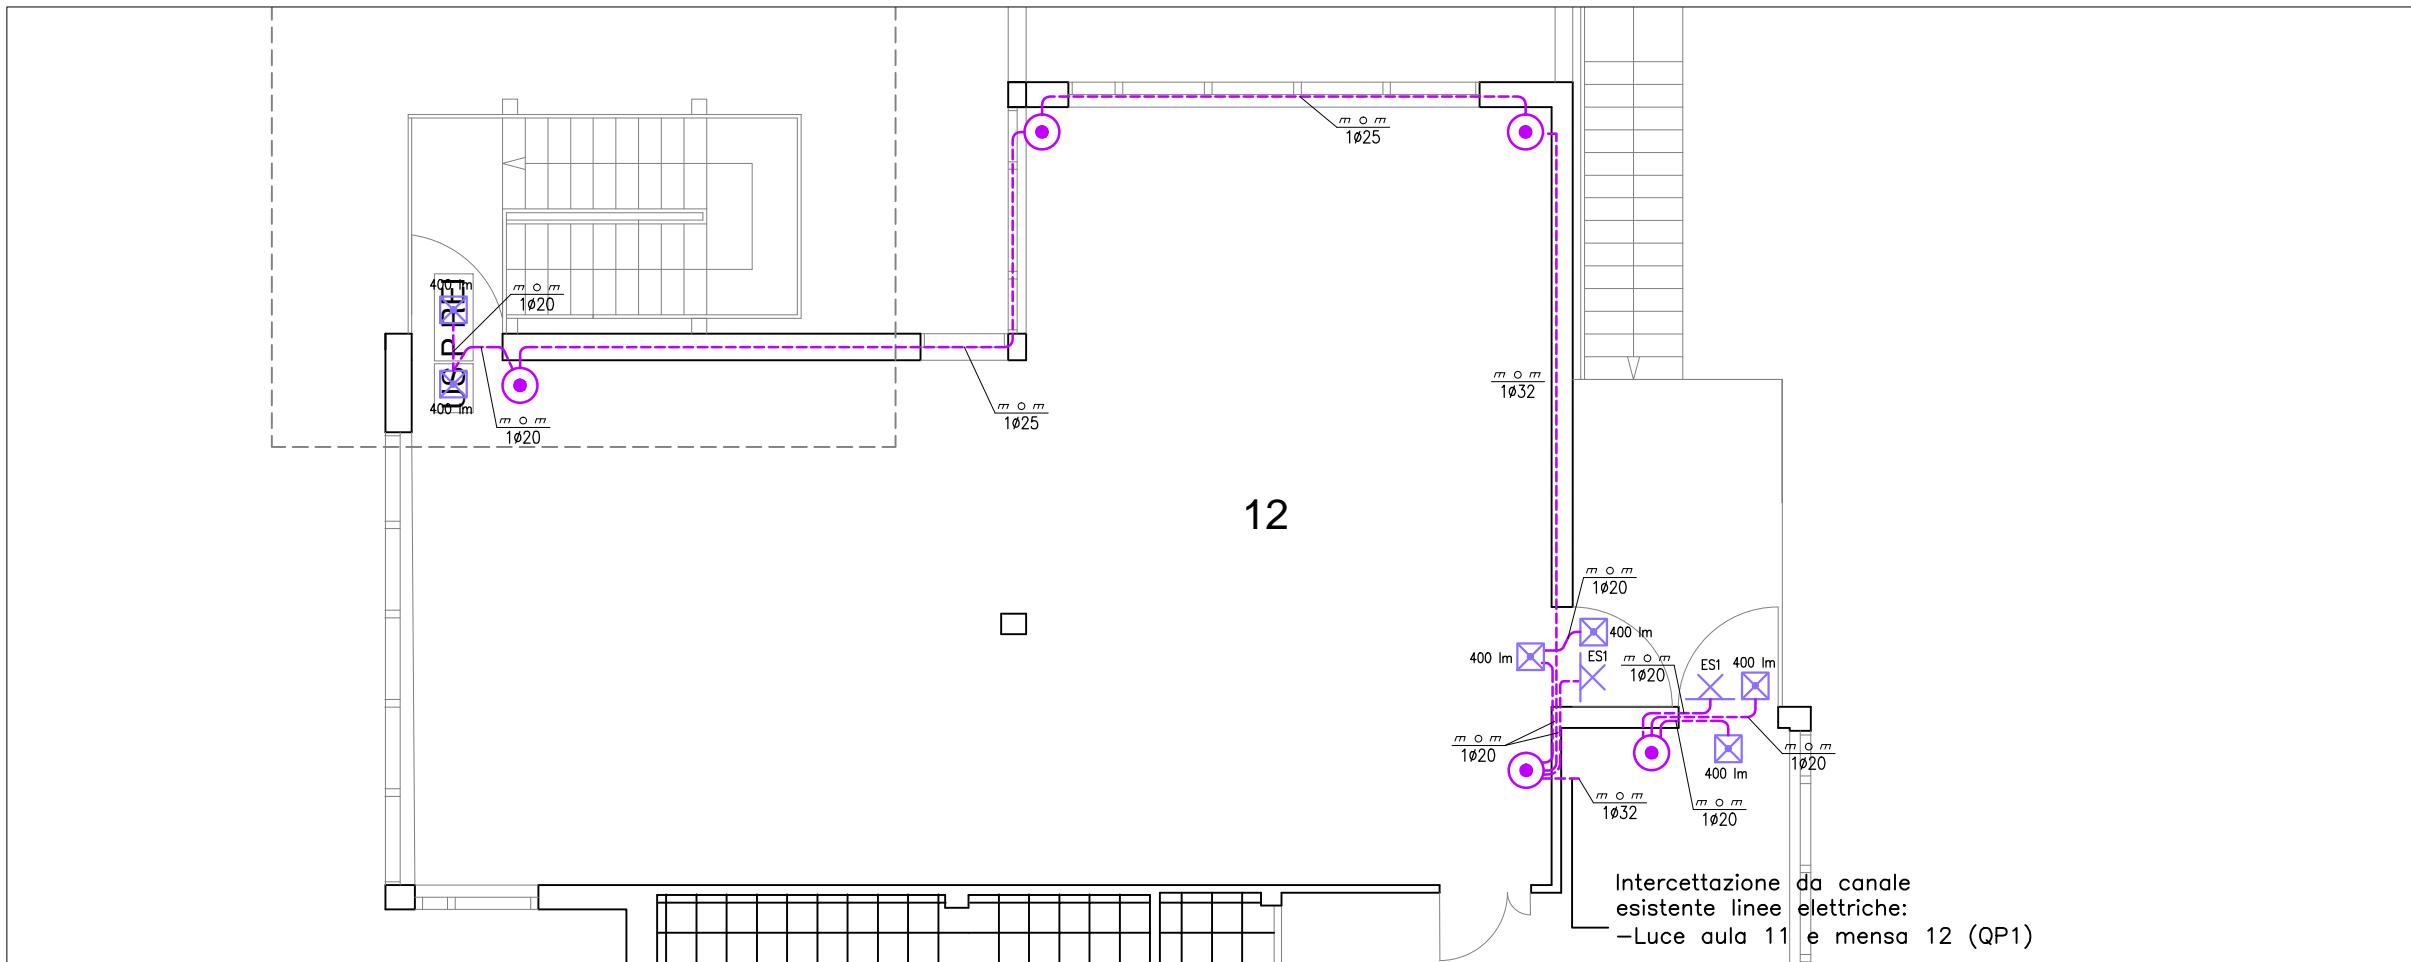 1ø25
400 lm
1ø20
US P RE
400 lm
1ø20
1ø25
1ø32
12
1ø20
400 lm
400 lm
ES1
1ø20
ES1
400 lm
1ø20
1ø20
400 lm
1ø32
1ø20
Intercettazione da canale
esistente linee elettriche:
-Luce aula 11 e mensa 12 (QP1)